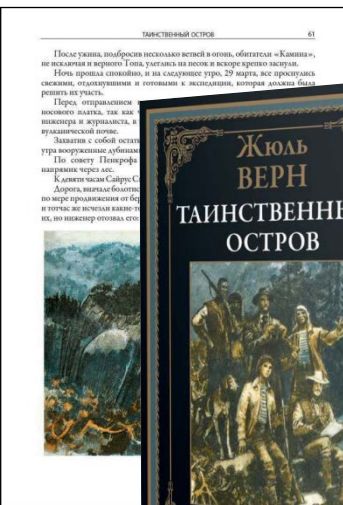 ТАИНСТВЕННЫЙ ОСТРОВ 61
После ужина, подбросив несколько ветвей в огонь, обитатели «Камина»,
не исключая и верного Топа, улеглись на песок и вскоре крепко заснули.
Ночь прошла спокойно, и на следующее утро, 29 марта, все проснулись
свежими, отдохнувшими и готовыми к экспедиции, которая должна была
решить их участь.
Перед отправлением
носового платка, так как
инженера и журналиста, в
вулканической почве.
Захватив с собой остат
утра вооруженные дубинам
По совету Пенкрофа
напрямик через лес.
К девяти часам Сайрус С
Дорога, вначале болотис
по мере продвижения от бер
и тотчас же исчезли какие-т
их, но инженер отозвал его
Жюль
ВЕРН
ТАИНСТВЕННЫ
ОСТРОВ